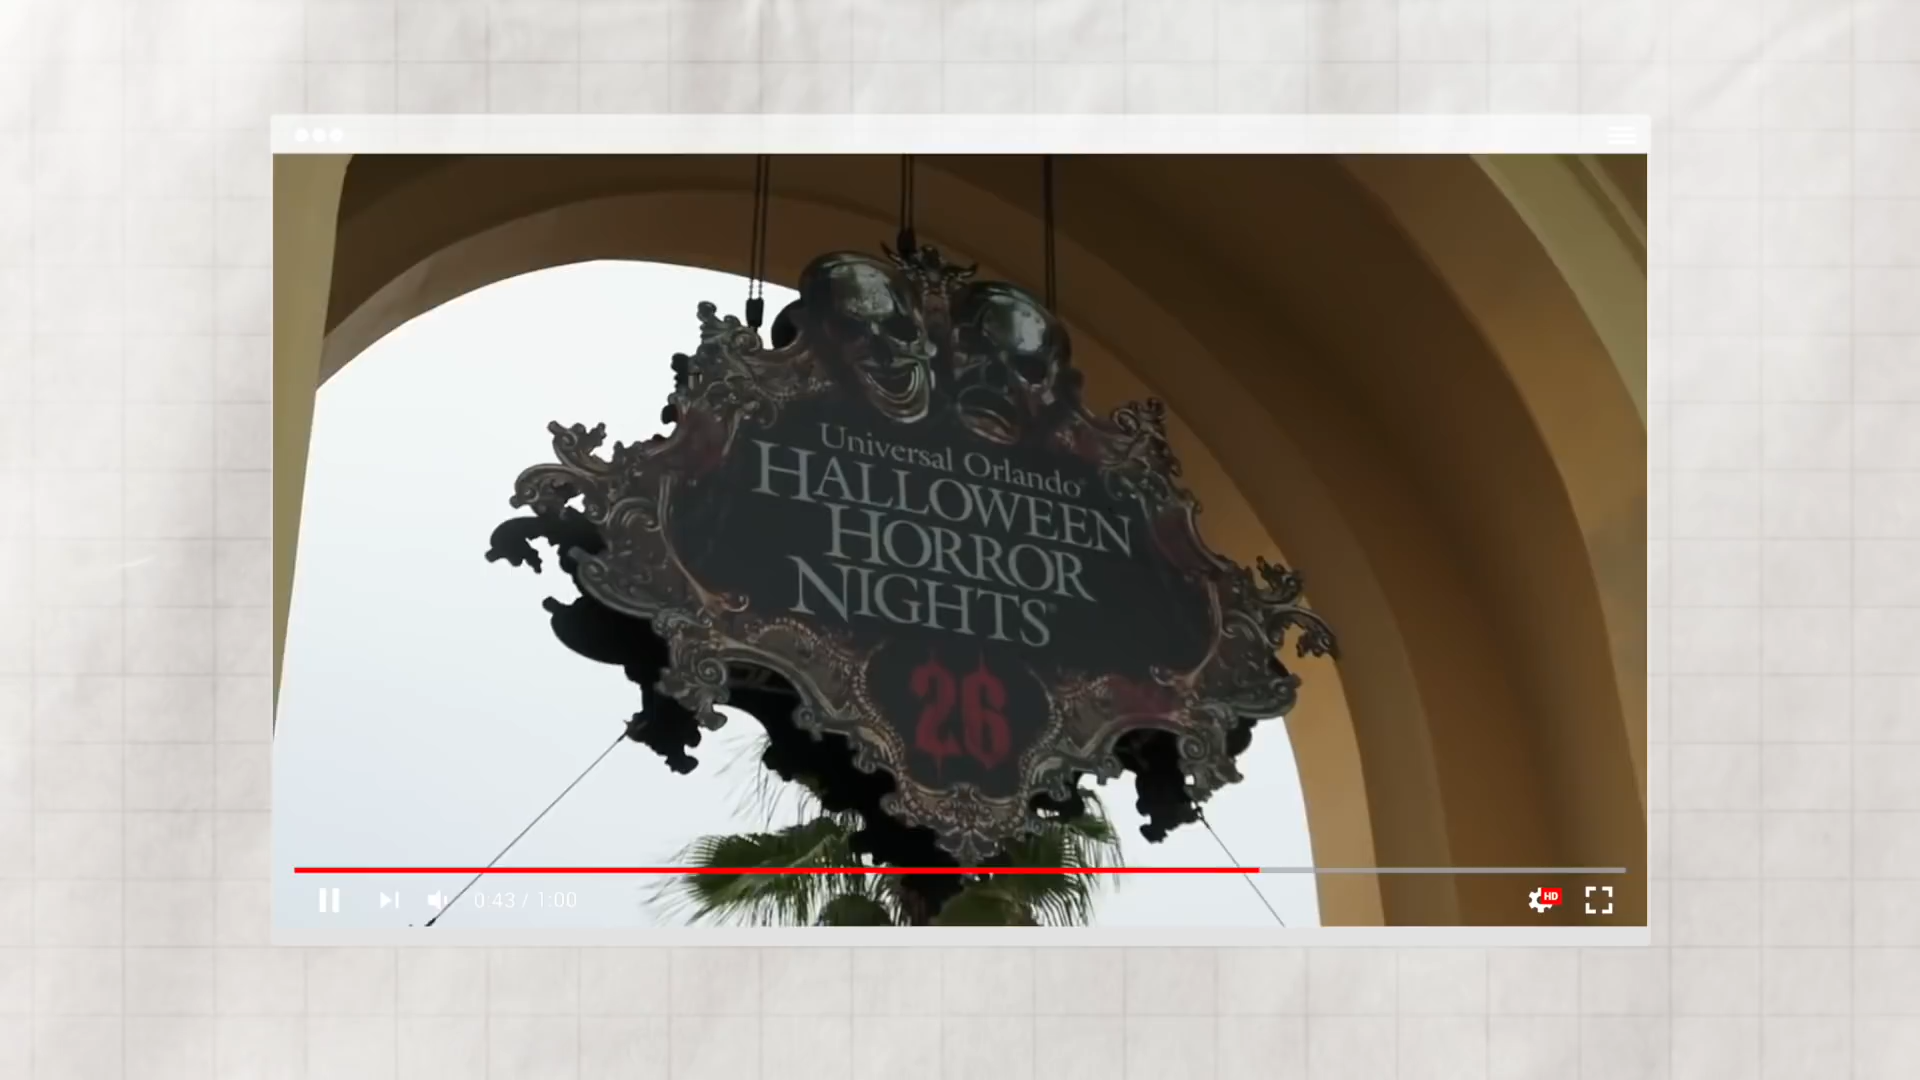 Universal Orlando®
HALLOWEEN
HORROR
NIGHTS®
26
0:43 / 1:00
HD